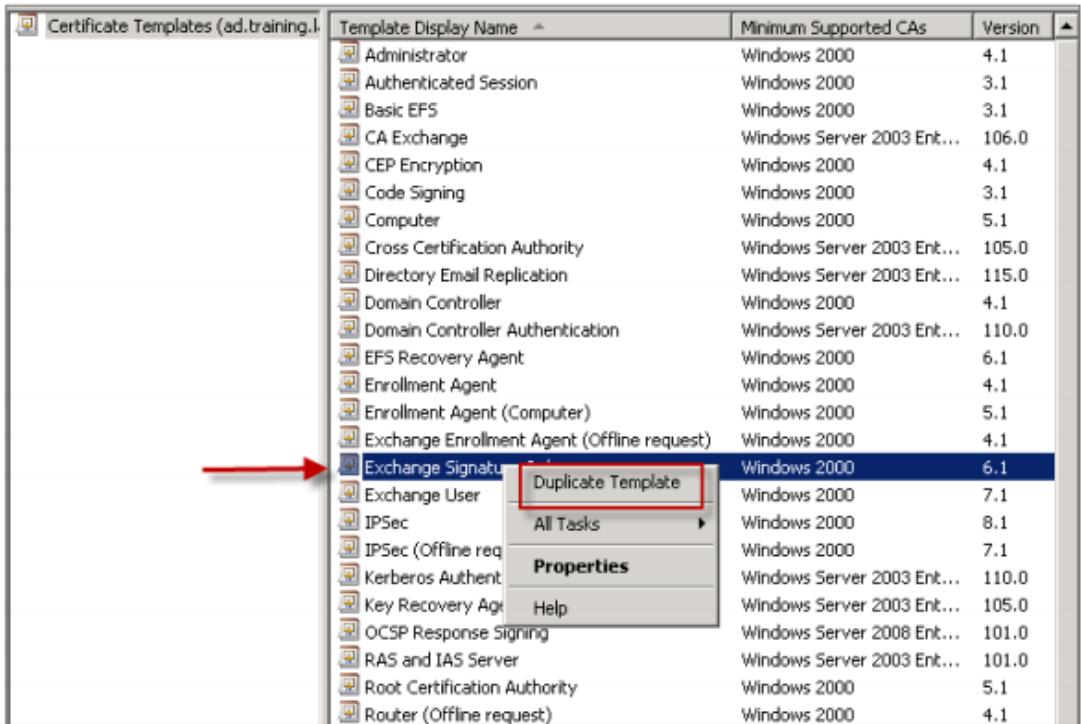 Certificate Templates (ad.training.l
Template Display Name Minimum Supported CAs Version
Administrator Windows 2000 4.1
Authenticated Session Windows 2000 3.1
Basic EFS Windows 2000 3.1
CA Exchange Windows Server 2003 Ent... 106.0
CEP Encryption Windows 2000 4.1
Code Signing Windows 2000 3.1
Computer Windows 2000 5.1
Cross Certification Authority Windows Server 2003 Ent... 105.0
Directory Email Replication Windows Server 2003 Ent... 115.0
Domain Controller Windows 2000 4.1
Domain Controller Authentication Windows Server 2003 Ent... 110.0
EFS Recovery Agent Windows 2000 6.1
Enrollment Agent Windows 2000 4.1
Enrollment Agent (Computer) Windows 2000 5.1
Exchange Enrollment Agent (Offline request) Windows 2000 4.1
Exchange Signatu Windows 2000 6.1
Duplicate Template
Exchange User Windows 2000 7.1
IPSec Windows 2000 8.1
All Tasks
IPSec (Offline req Windows 2000 7.1
Properties
Kerberos Authent Windows Server 2003 Ent... 110.0
Key Recovery Age Windows Server 2003 Ent... 105.0
Help
OCSP Response Signing Windows Server 2008 Ent... 101.0
RAS and IAS Server Windows Server 2003 Ent... 101.0
Root Certification Authority Windows 2000 5.1
Router (Offline request) Windows 2000 4.1